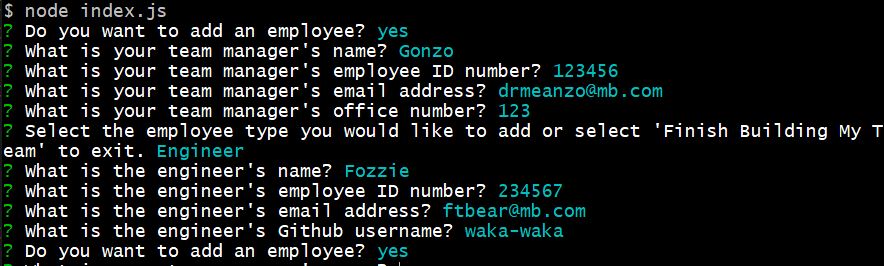 $ node index.js
? Do you want to add an employee? yes
? What is your team manager's name? Gonzo
? What is your team manager's employee ID number? 123456
? What is your team manager's email address? drmeanzo@mb.com
? What is your team manager's office number? 123
? Select the employee type you would like to add or select 'Finish Building My T
eam' to exit. Engineer
? What is the engineer's name? Fozzie
? What is the engineer's employee ID number? 234567
? What is the engineer's email address? ftbear@mb.com
? What is the engineer's Github username? waka-waka
? Do you want to add an employee? yes